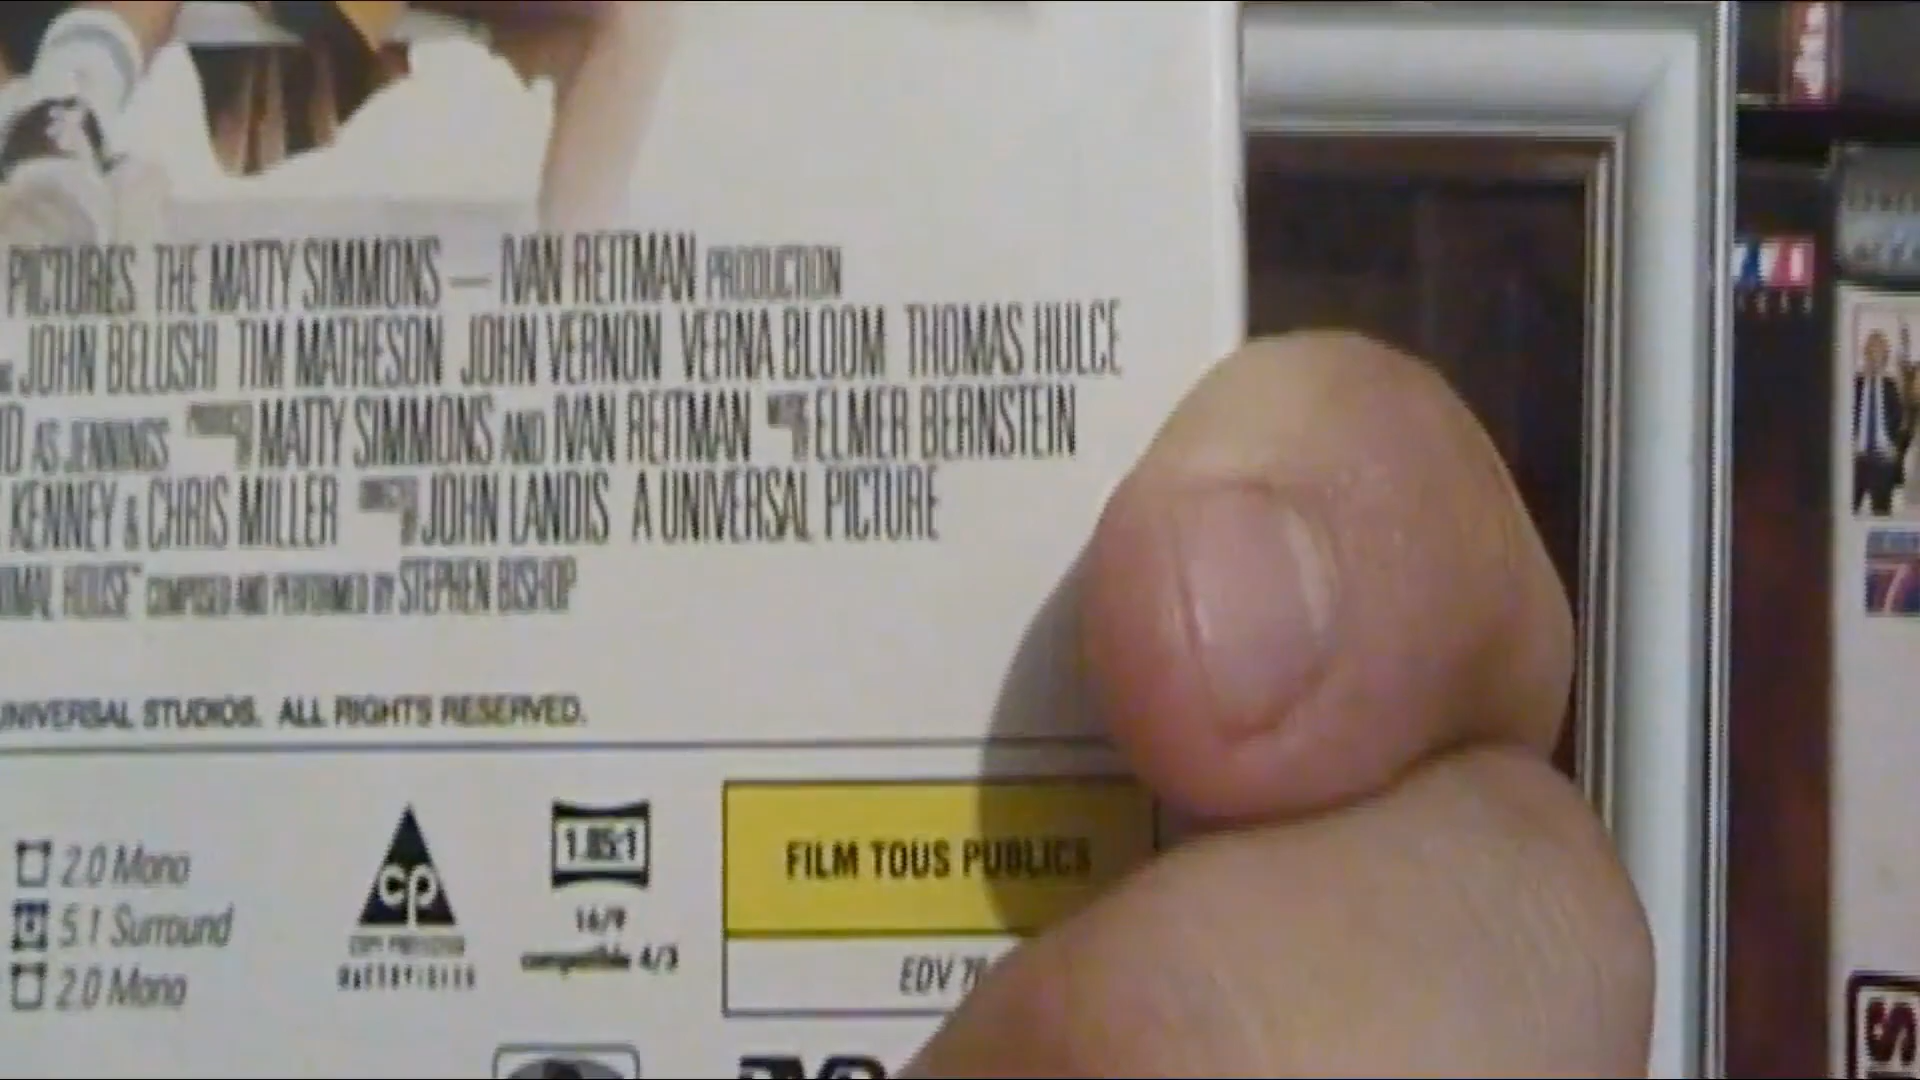 PICTURES THE MATTY SIMMONS — IVAN REITMAN PRODUCTION
JOHN BELUSHI TIM MATHESON JOHN VERNON VERNA BLOOM THOMAS HULCE
AS JENNINGS PRODUCED BY MATTY SIMMONS AND IVAN REITMAN MUSIC BY ELMER BERNSTEIN
KENNEY & CHRIS MILLER DIRECTED BY JOHN LANDIS A UNIVERSAL PICTURE
HOUSE" COMPOSED AND PERFORMED BY STEPHEN BISHOP
UNIVERSAL STUDIOS. ALL RIGHTS RESERVED.
2.0 Mono
5.1 Surround
2.0 Mono
cp
COPY PROTECTION
MACROVISION
1.85:1
16/9
compatible 4/3
FILM TOUS PUBLICS
EDV
DVD
7